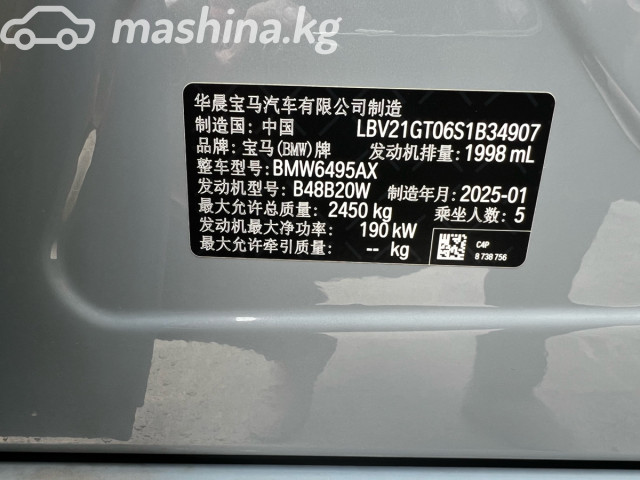 mashina.kg
华晨宝马汽车有限公司制造
制造国: 中国 LBV21GT06S1B34907
品牌: 宝马(BMW)牌 发动机排量: 1998 mL
整车型号: BMW6495AX
发动机型号: B48B20W 制造年月: 2025-01
最大允许总质量: 2450 kg 乘坐人数: 5
发动机最大净功率: 190 kW
最大允许牵引质量: -- kg
C4P
8 738 756